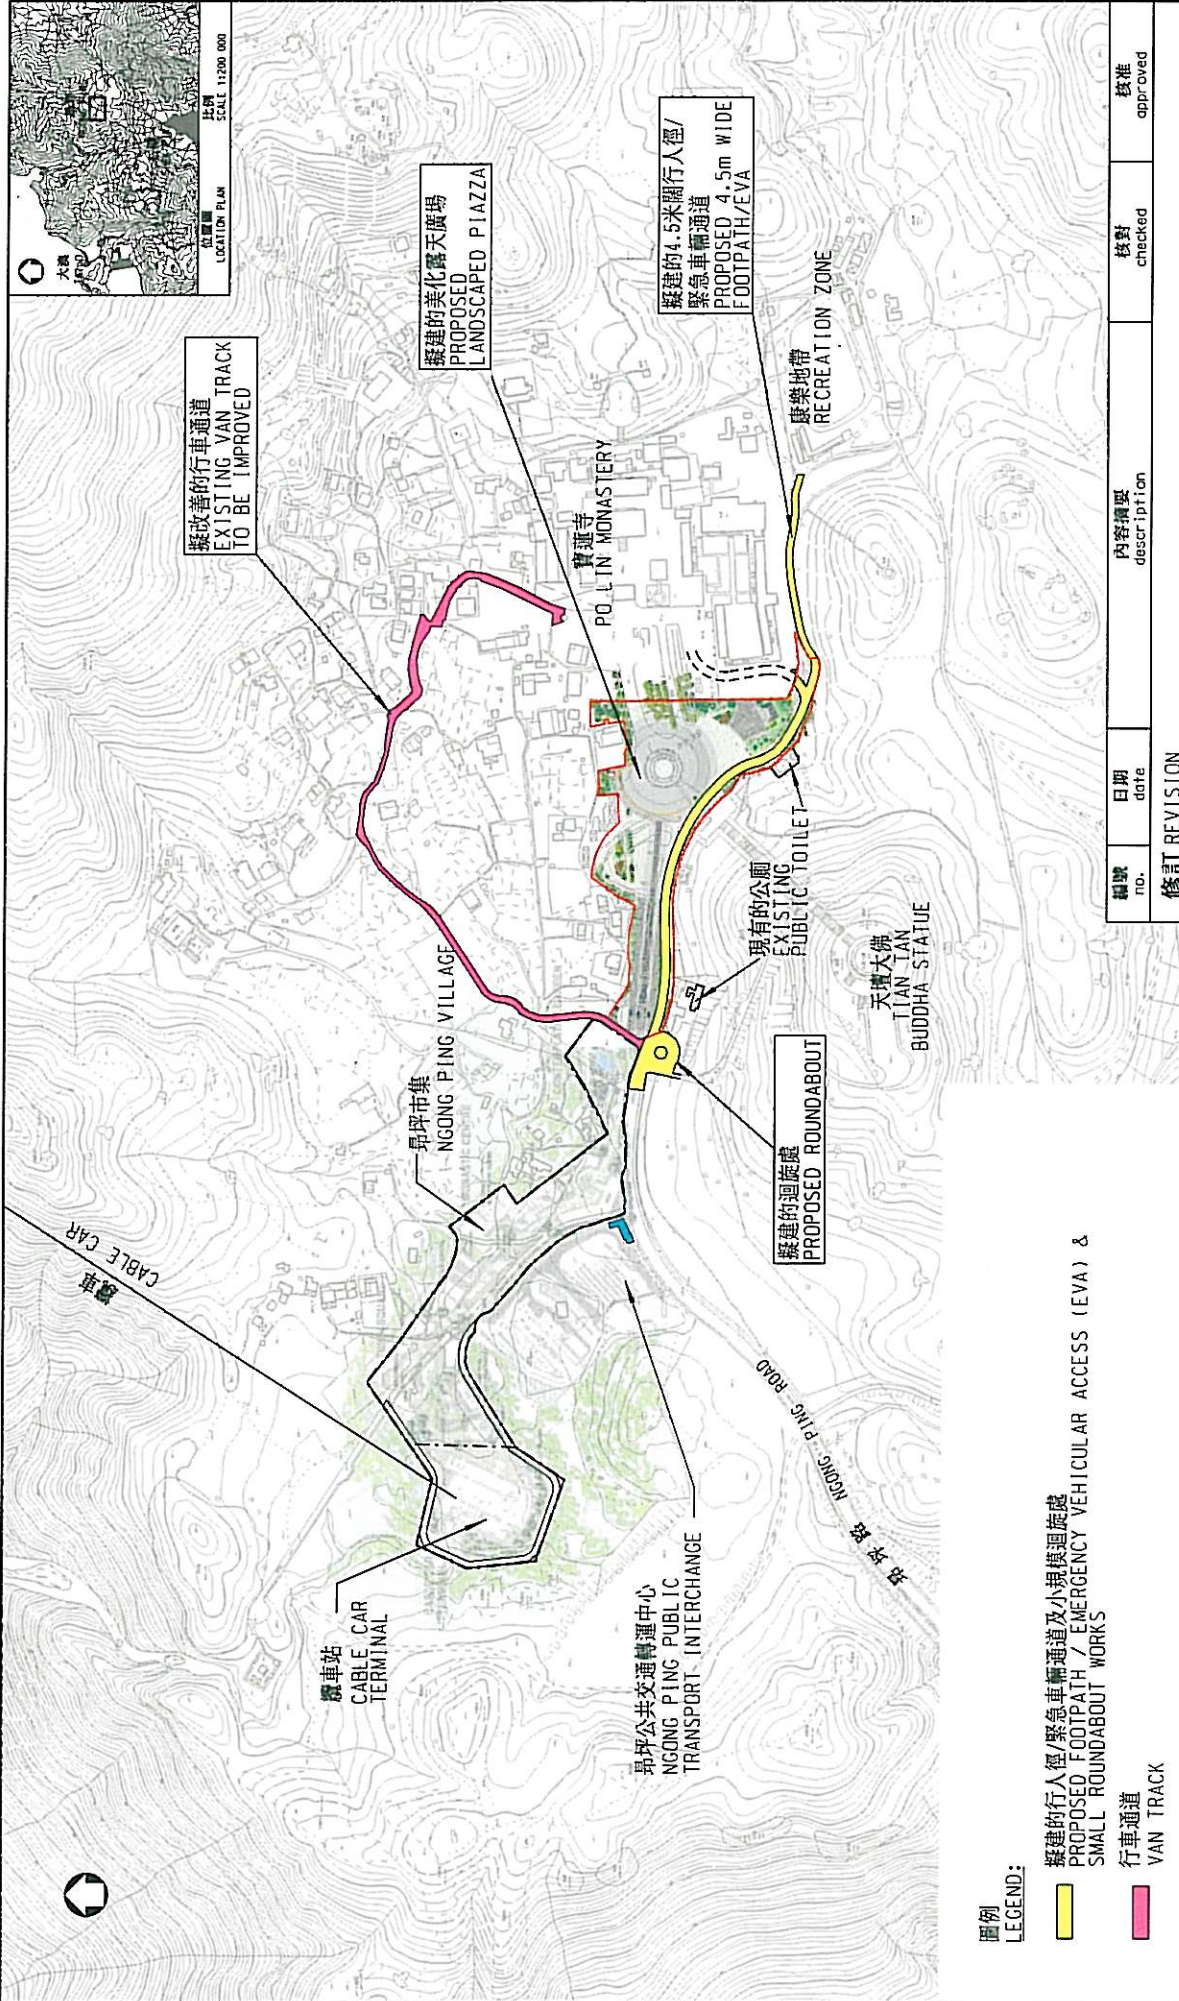 大澳
TAI O
位置圖
LOCATION PLAN
比例
SCALE 1:200 000
擬改善的行車通道
EXISTING VAN TRACK
TO BE IMPROVED
擬建的美化露天廣場
PROPOSED
LANDSCAPED PIAZZA
擬建的4.5米闊行人徑/
緊急車輛通道
PROPOSED 4.5m WIDE
FOOTPATH/EVA
康樂地帶
RECREATION ZONE
寶蓮寺
PO LIN MONASTERY
纜車
CABLE CAR
昂坪市集
NGONG PING VILLAGE
現有的公廁
EXISTING
PUBLIC TOILET
天壇大佛
TIAN TAN
BUDDHA STATUE
擬建的迴旋處
PROPOSED ROUNDABOUT
纜車站
CABLE CAR
TERMINAL
昂坪公共交通轉運中心
NGONG PING PUBLIC
TRANSPORT INTERCHANGE
昂坪路 NGONG PING ROAD
圖例
LEGEND:
擬建的行人徑/緊急車輛通道及小規模迴旋處
PROPOSED FOOTPATH / EMERGENCY VEHICULAR ACCESS (EVA) &
SMALL ROUNDABOUT WORKS
行車通道
VAN TRACK
編號
no.
日期
date
內容摘要
description
核對
checked
核准
approved
修訂 REVISION